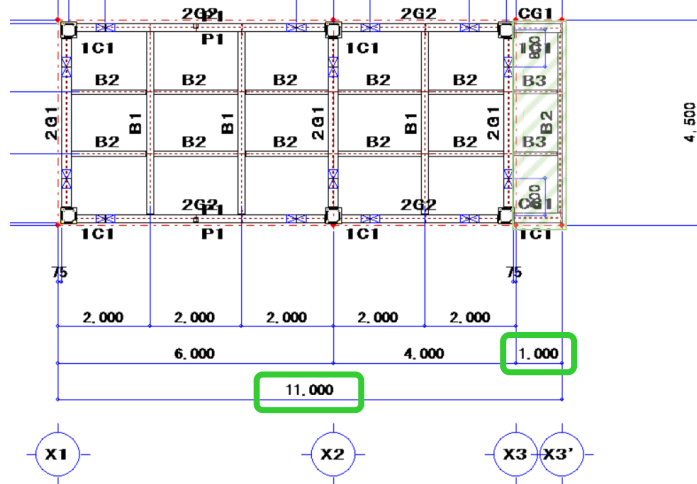 2G2 P1 2G2 CG1
1C1 P1 1C1 1C1
800
B2 B2 B2 B2 B2 B3
2G1 B1 B1 2G1 B1 2G1 B2
4,500
B2 B2 B2 B2 B2 B3
800
2G2 P1 2G2 CG1
1C1 P1 1C1 1C1
75 75
2,000 2,000 2,000 2,000 2,000
6,000 4,000 1,000
11,000
X1 X2 X3 X3'